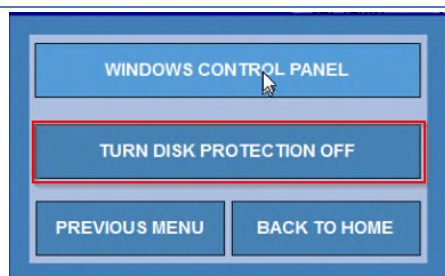 WINDOWS CONTROL PANEL
TURN DISK PROTECTION OFF
PREVIOUS MENU
BACK TO HOME